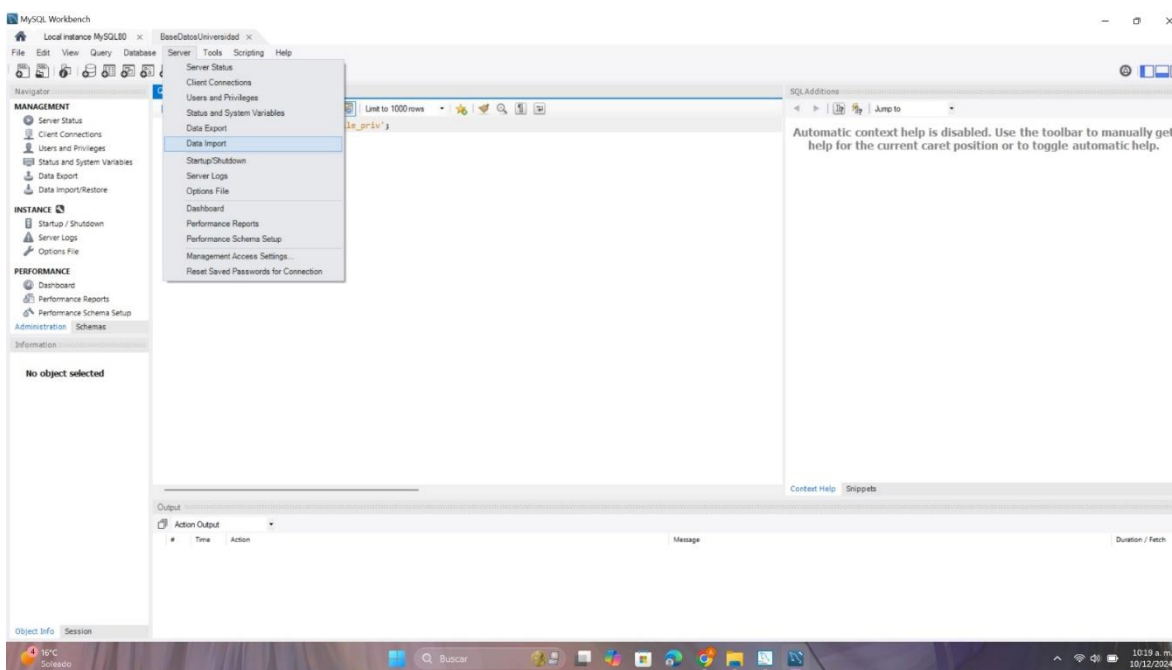 MySQL Workbench
Local instance MySQL80 × BaseDatosUniversidad ×
File Edit View Query Database Server Tools Scripting Help
Navigator
MANAGEMENT
Server Status
Client Connections
Users and Privileges
Status and System Variables
Data Export
Data Import/Restore
INSTANCE
Startup / Shutdown
Server Logs
Options File
PERFORMANCE
Dashboard
Performance Reports
Performance Schema Setup
Administration Schemas
Information
No object selected
Object Info Session
Server Status
Client Connections
Users and Privileges
Status and System Variables
Data Export
Data Import
Startup/Shutdown
Server Logs
Options File
Dashboard
Performance Reports
Performance Schema Setup
Management Access Settings...
Reset Saved Passwords for Connection
Limit to 1000 rows
le_priv';
SQLAdditions
Jump to
Automatic context help is disabled. Use the toolbar to manually get
help for the current caret position or to toggle automatic help.
Context Help Snippets
Output
Action Output
# Time Action Message Duration / Fetch
4 16°C
Soleado
Buscar
10:19 a. m.
10/12/2024